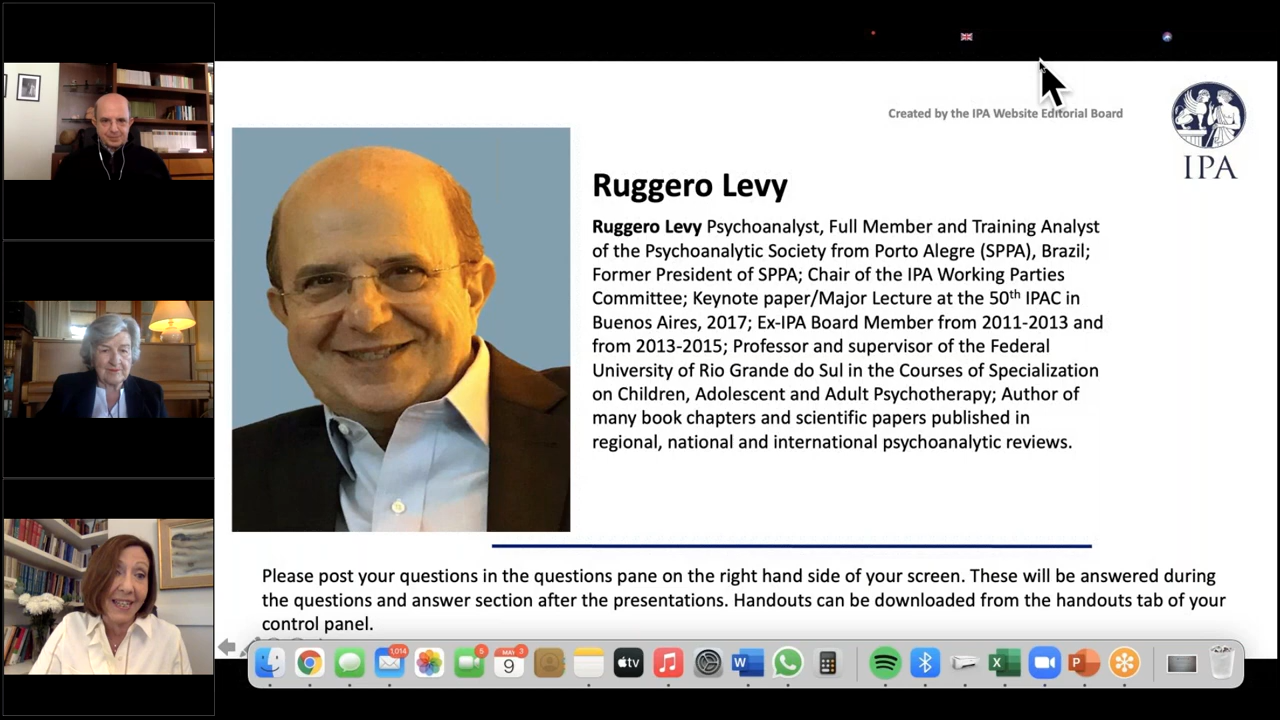 Created by the IPA Website Editorial Board
IPA
Ruggero Levy
Ruggero Levy Psychoanalyst, Full Member and Training Analyst
of the Psychoanalytic Society from Porto Alegre (SPPA), Brazil;
Former President of SPPA; Chair of the IPA Working Parties
Committee; Keynote paper/Major Lecture at the 50th IPAC in
Buenos Aires, 2017; Ex-IPA Board Member from 2011-2013 and
from 2013-2015; Professor and supervisor of the Federal
University of Rio Grande do Sul in the Courses of Specialization
on Children, Adolescent and Adult Psychotherapy; Author of
many book chapters and scientific papers published in
regional, national and international psychoanalytic reviews.
Please post your questions in the questions pane on the right hand side of your screen. These will be answered during
the questions and answer section after the presentations. Handouts can be downloaded from the handouts tab of your
control panel.
1,014
5
MAY
3
9
tv
W
X
P